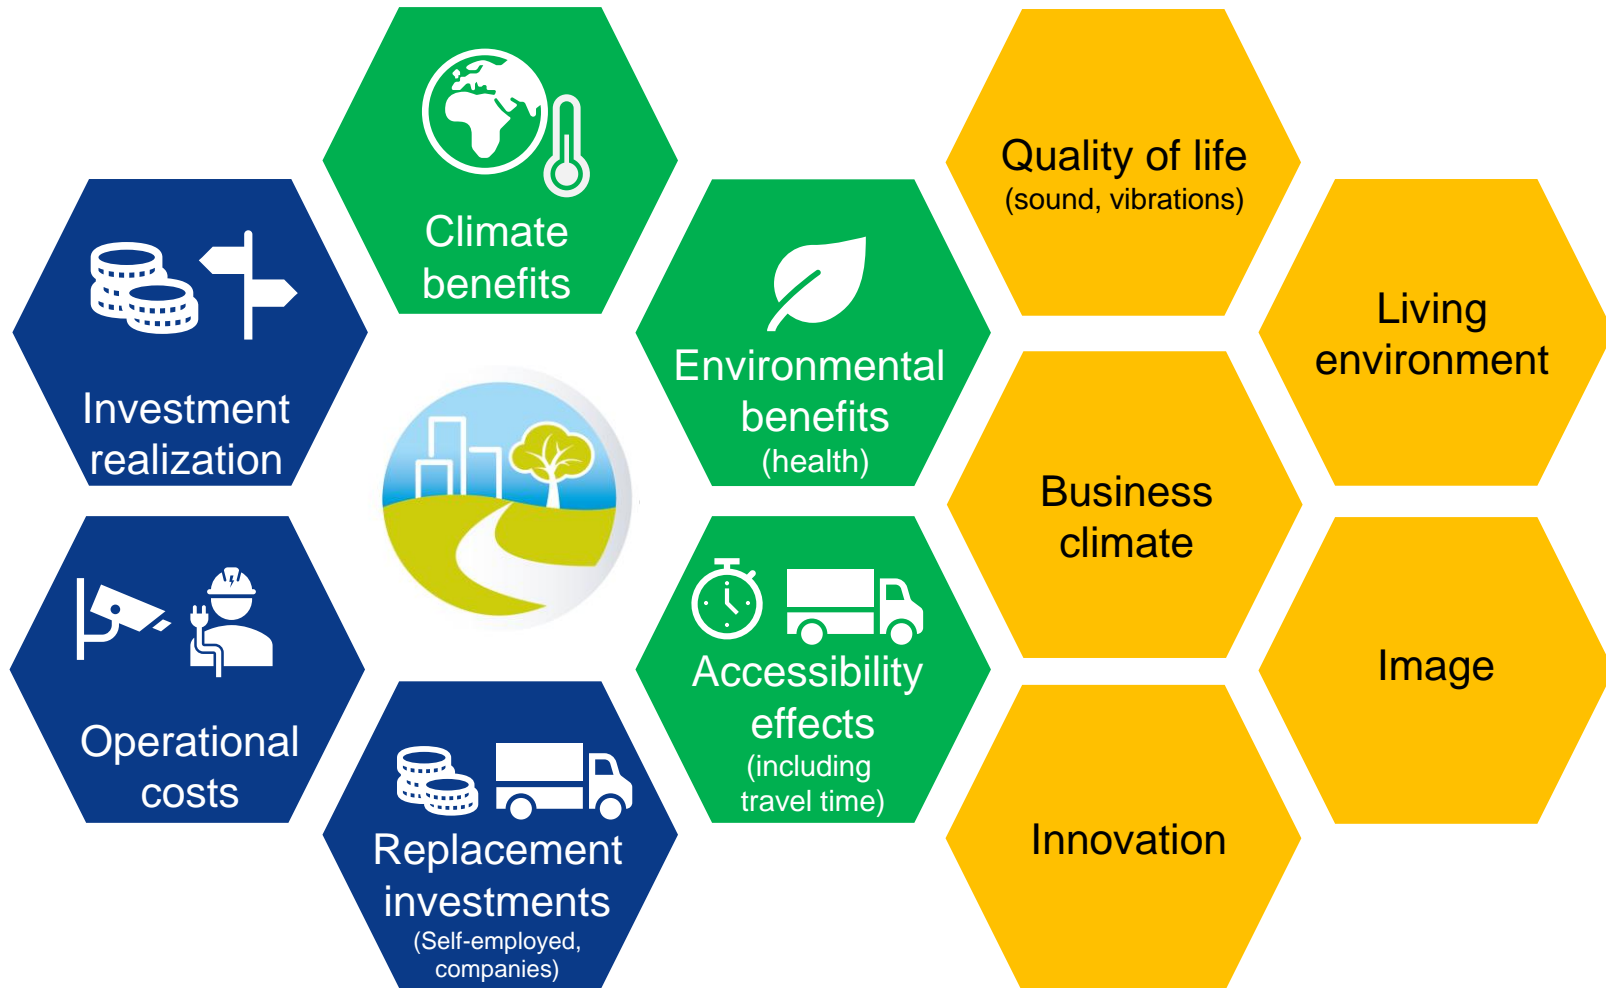 Climate
benefits
Investment
realization
Environmental
benefits
(health)
Operational
costs
Replacement
investments
(Self-employed,
companies)
Accessibility
effects
(including
travel time)
Quality of life
(sound, vibrations)
Living
environment
Business
climate
Image
Innovation